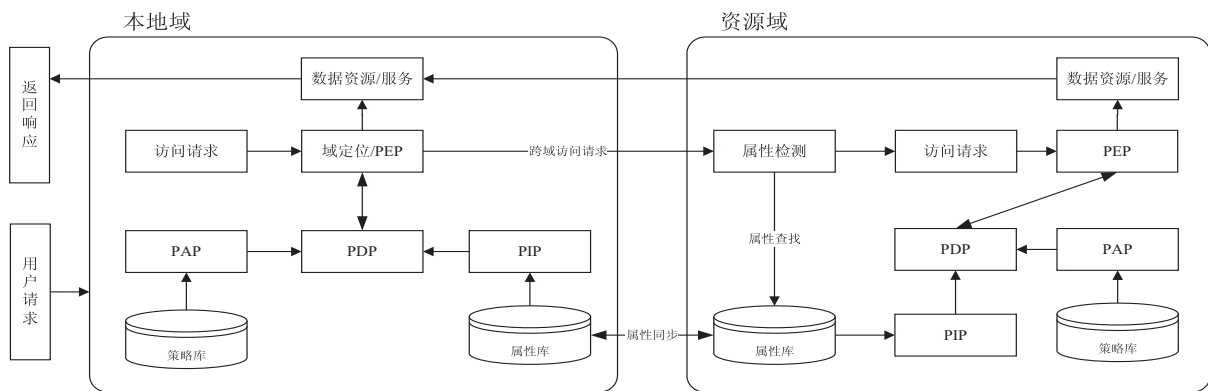 本地域
资源域
返回响应
数据资源/服务
数据资源/服务
访问请求
域定位/PEP
跨域访问请求
属性检测
访问请求
PEP
用户请求
PAP
PDP
PIP
属性查找
PDP
PAP
策略库
属性库
属性同步
属性库
PIP
策略库